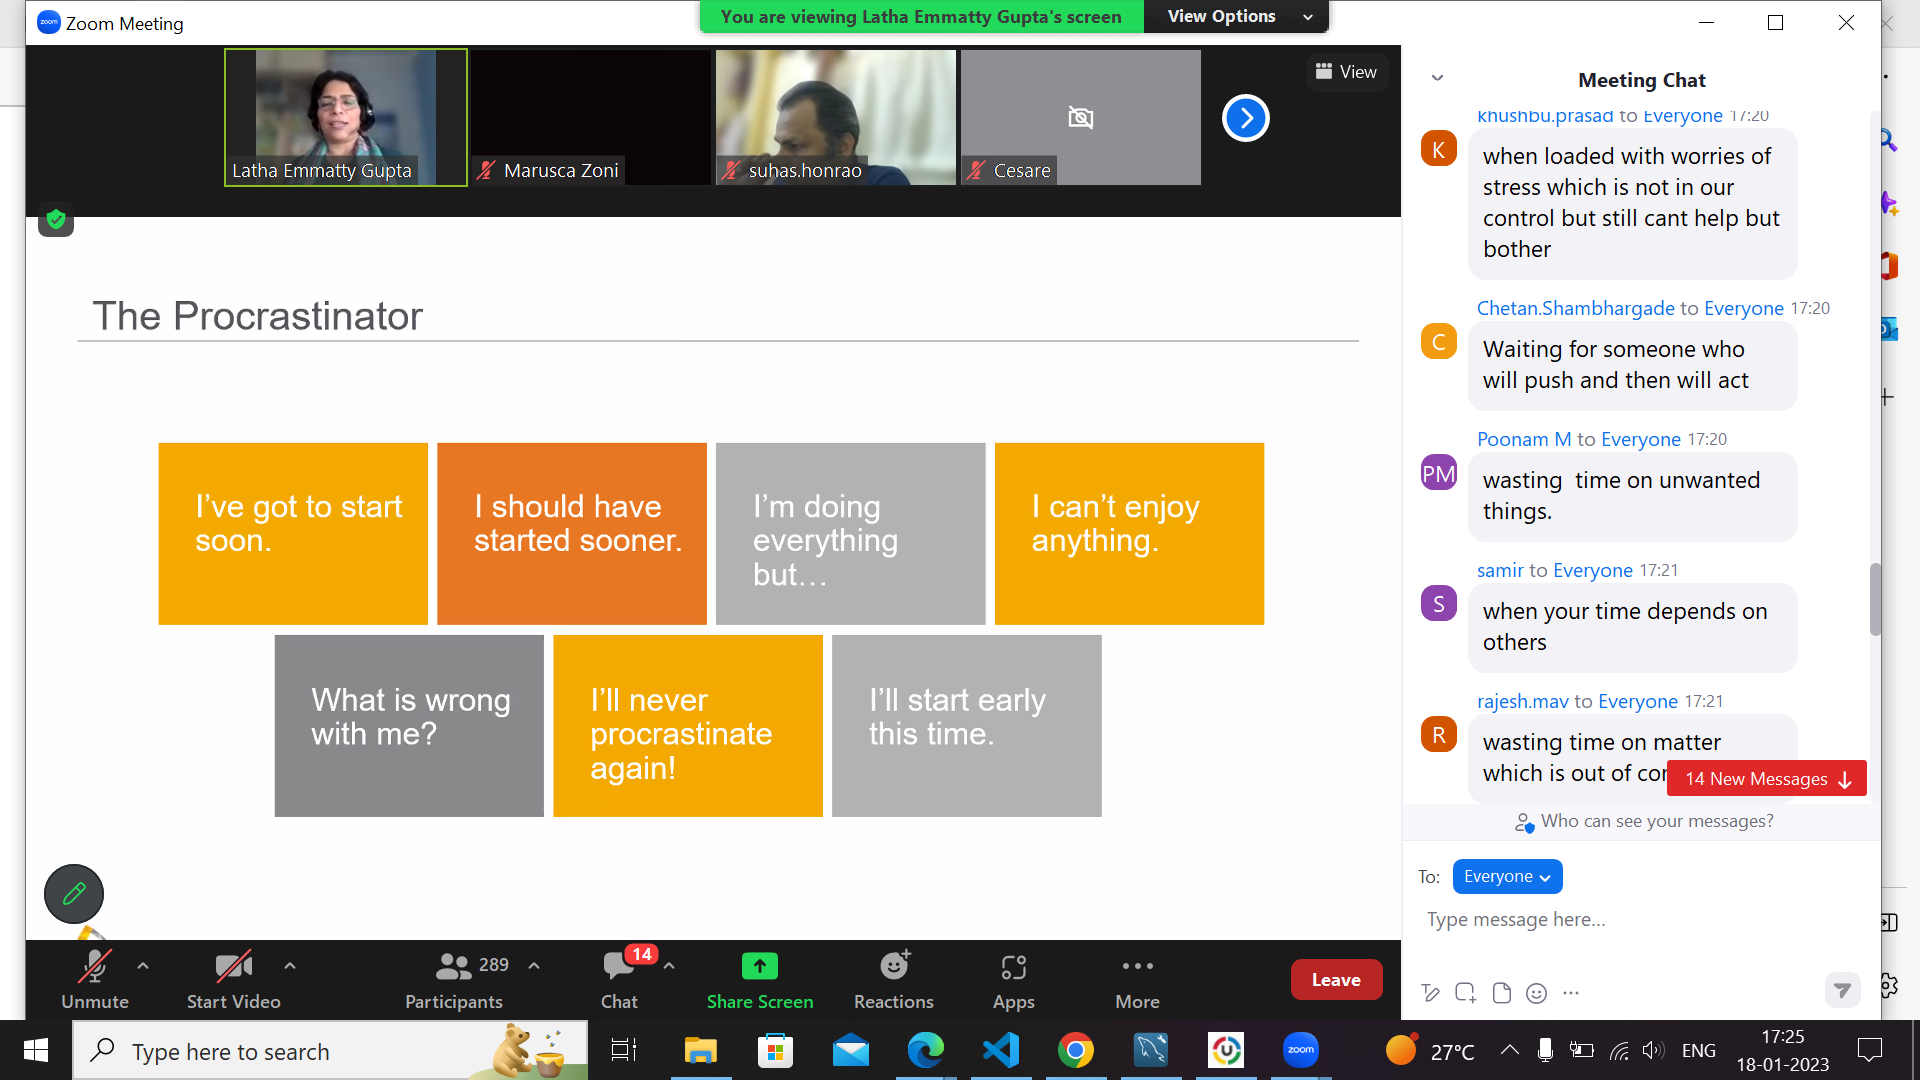 zoom Zoom Meeting
You are viewing Latha Emmatty Gupta's screen
View Options
View
Latha Emmatty Gupta
Marusca Zoni
suhas.honrao
Cesare
The Procrastinator
I’ve got to start
soon.
I should have
started sooner.
I’m doing
everything
but…
I can’t enjoy
anything.
What is wrong
with me?
I’ll never
procrastinate
again!
I’ll start early
this time.
Meeting Chat
khushbu.prasad to Everyone 17:20
K
when loaded with worries of
stress which is not in our
control but still cant help but
bother
Chetan.Shambhargade to Everyone 17:20
C
Waiting for someone who
will push and then will act
Poonam M to Everyone 17:20
PM
wasting  time on unwanted
things.
samir to Everyone 17:21
S
when your time depends on
others
rajesh.mav to Everyone 17:21
R
wasting time on matter
which is out of
14 New Messages
Who can see your messages?
To: Everyone
Type message here...
Unmute
Start Video
289
Participants
14
Chat
Share Screen
Reactions
Apps
More
Leave
Type here to search
zoom
27°C
ENG
17:25
18-01-2023